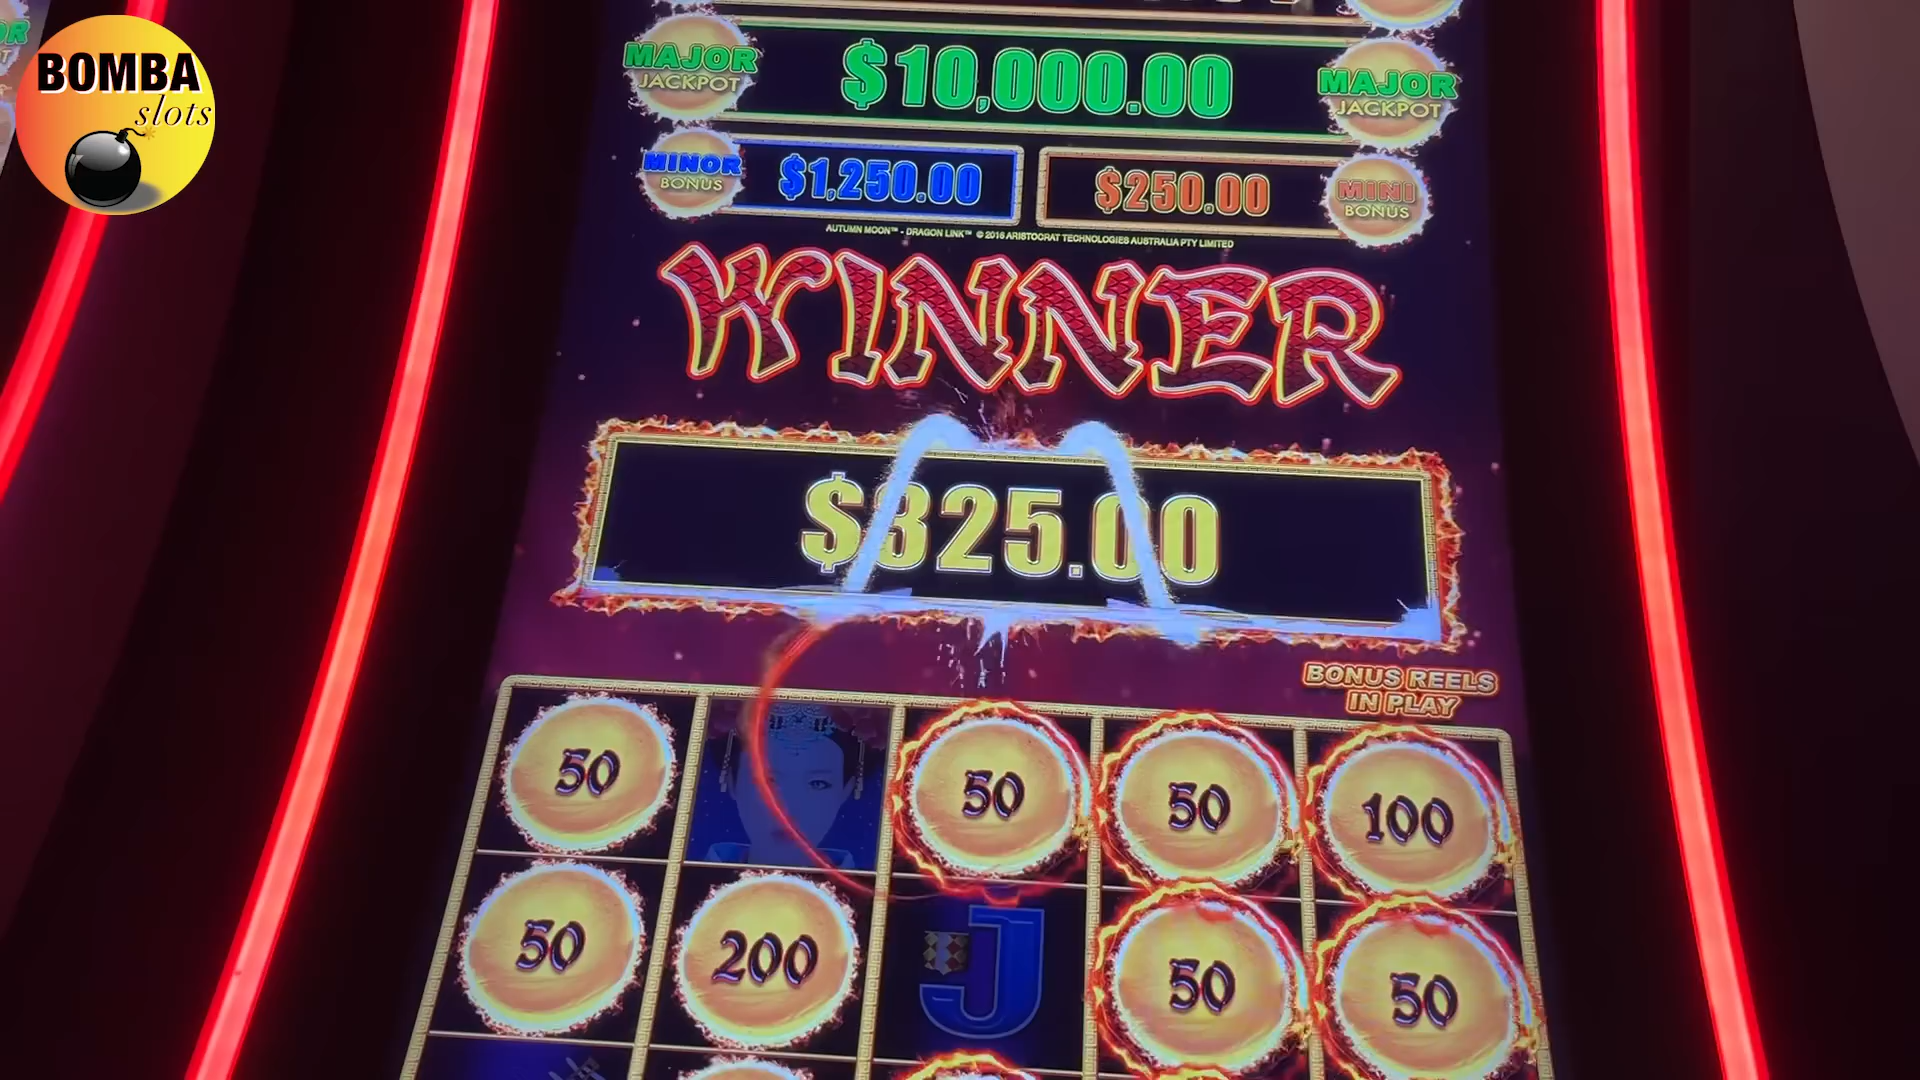 BOMBA
slots
MAJOR
JACKPOT
$10,000.00
MAJOR
JACKPOT
MINOR
BONUS
$1,250.00
$250.00
MINI
BONUS
AUTUMN MOON™ - DRAGON LINK™ © 2016 ARISTOCRAT TECHNOLOGIES AUSTRALIA PTY LIMITED
WINNER
$325.00
BONUS REELS
IN PLAY
50
50
50
100
50
200
J
50
50